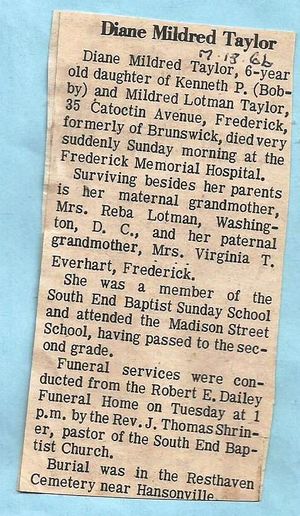 Diane Mildred Taylor
Diane Mildred Taylor, 6-year
old daughter of Kenneth P. (Bob-
by) and Mildred Lotman Taylor,
35 Catoctin Avenue, Frederick,
formerly of Brunswick, died very
suddenly Sunday morning at the
Frederick Memorial Hospital.
Surviving besides her parents
is her maternal grandmother,
Mrs. Reba Lotman, Washing-
ton, D. C., and her paternal
grandmother, Mrs. Virginia T.
Everhart, Frederick.
She was a member of the
South End Baptist Sunday School
and attended the Madison Street
School, having passed to the sec-
ond grade.
Funeral services were con-
ducted from the Robert E. Dailey
Funeral Home on Tuesday at 1
p.m. by the Rev. J. Thomas Shrin-
er, pastor of the South End Bap-
tist Church.
Burial was in the Resthaven
Cemetery near Hansonville.